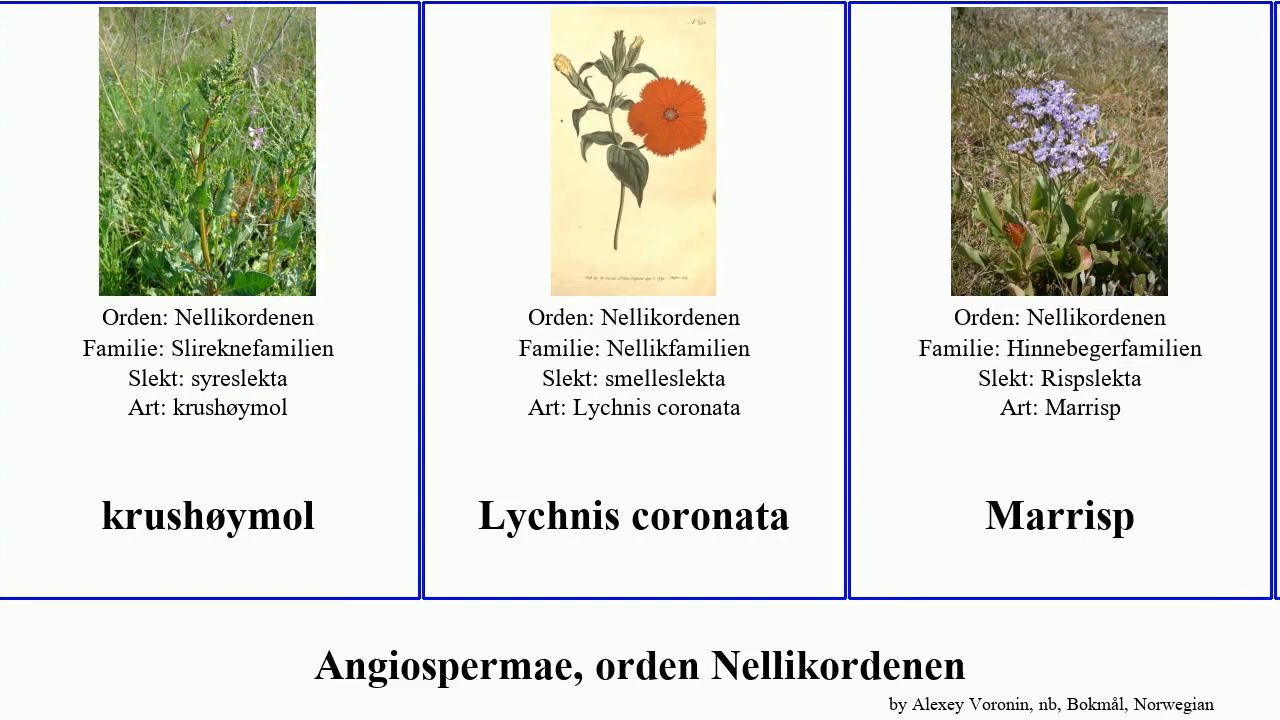 Orden: Nellikordenen
Familie: Slireknefamilien
Slekt: syreslekta
Art: krushøymol
krushøymol
Orden: Nellikordenen
Familie: Nellikfamilien
Slekt: smelleslekta
Art: Lychnis coronata
Lychnis coronata
Orden: Nellikordenen
Familie: Hinnebegerfamilien
Slekt: Rispslekta
Art: Marrisp
Marrisp
Angiospermae, orden Nellikordenen
by Alexey Voronin, nb, Bokmål, Norwegian